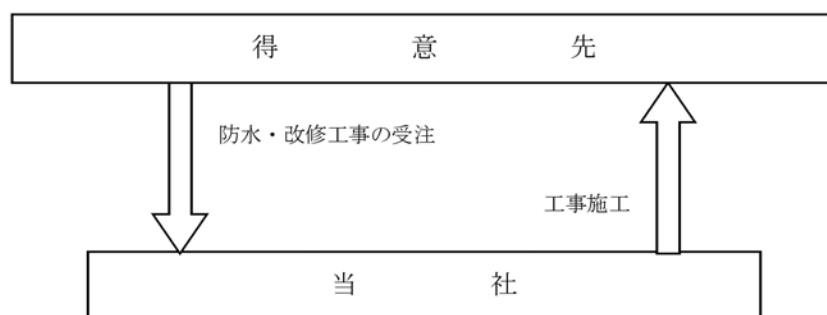 得意先
防水・改修工事の受注
工事施工
当社